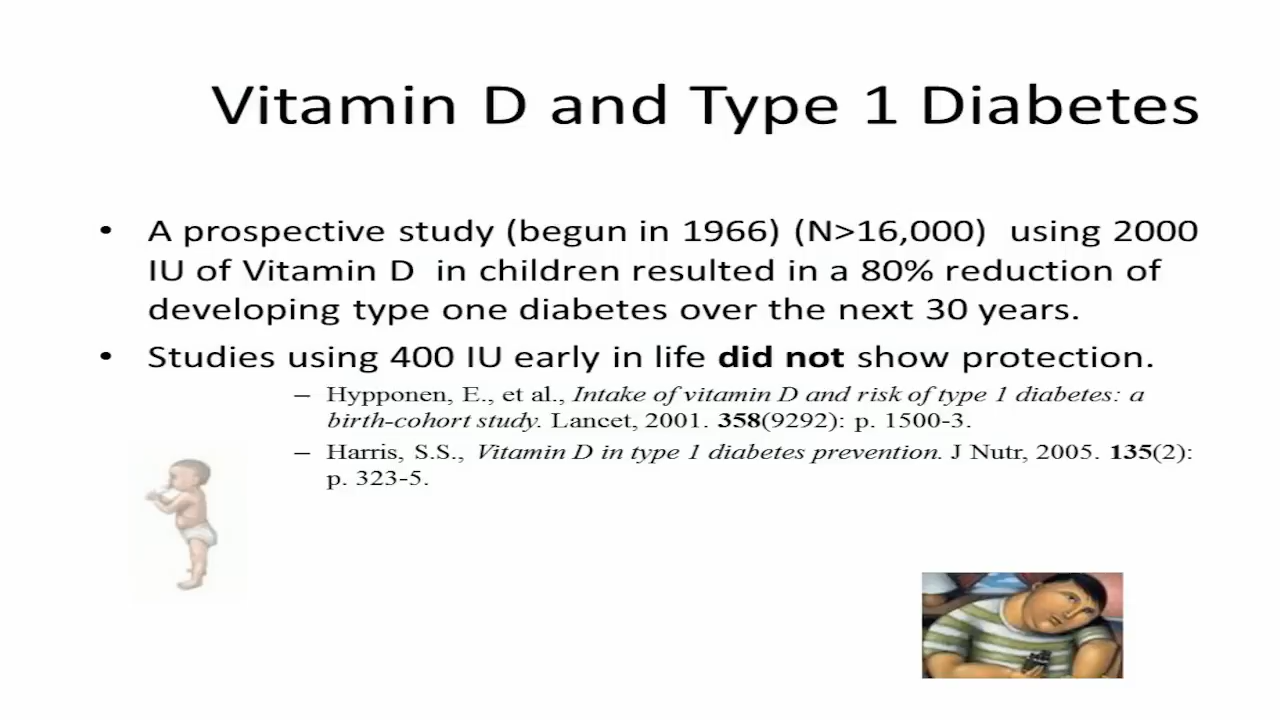 Vitamin D and Type 1 Diabetes
• A prospective study (begun in 1966) (N>16,000) using 2000
IU of Vitamin D in children resulted in a 80% reduction of
developing type one diabetes over the next 30 years.
• Studies using 400 IU early in life did not show protection.
– Hypponen, E., et al., Intake of vitamin D and risk of type 1 diabetes: a
birth-cohort study. Lancet, 2001. 358(9292): p. 1500-3.
– Harris, S.S., Vitamin D in type 1 diabetes prevention. J Nutr, 2005. 135(2):
p. 323-5.